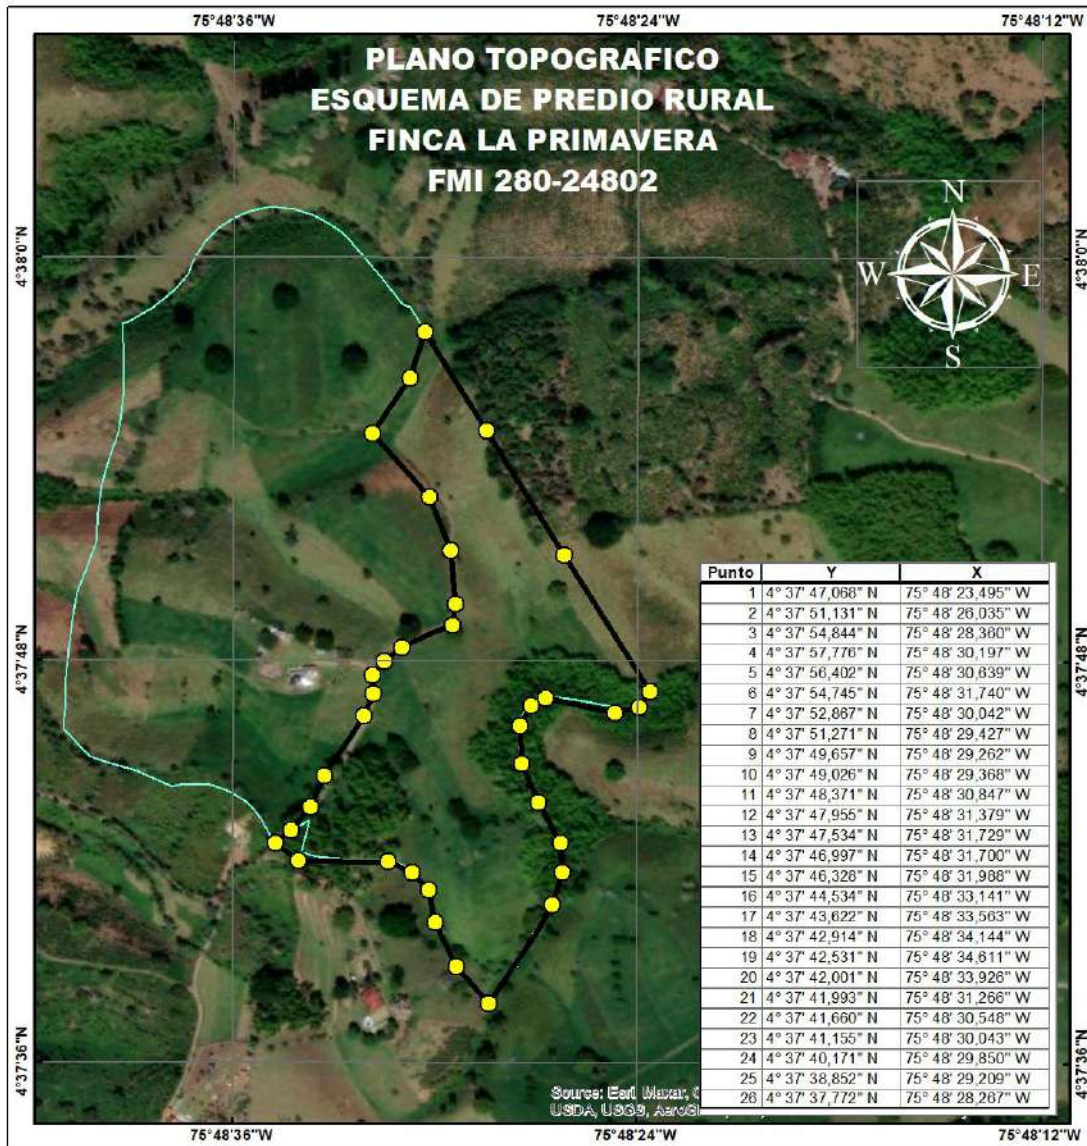 75°48'36"W 75°48'24"W 75°48'12"W
PLANO TOPOGRAFICO
ESQUEMA DE PREDIO RURAL
FINCA LA PRIMAVERA
FMI 280-24802
N
W E
S
4°38'0"N 4°38'0"N
4°37'48"N 4°37'48"N
4°37'36"N 4°37'36"N
Punto Y X
1 4° 37' 47,068" N 75° 48' 23,495" W
2 4° 37' 51,131" N 75° 48' 26,035" W
3 4° 37' 54,844" N 75° 48' 28,360" W
4 4° 37' 57,776" N 75° 48' 30,197" W
5 4° 37' 56,402" N 75° 48' 30,639" W
6 4° 37' 54,745" N 75° 48' 31,740" W
7 4° 37' 52,867" N 75° 48' 30,042" W
8 4° 37' 51,271" N 75° 48' 29,427" W
9 4° 37' 49,657" N 75° 48' 29,262" W
10 4° 37' 49,026" N 75° 48' 29,368" W
11 4° 37' 48,371" N 75° 48' 30,847" W
12 4° 37' 47,955" N 75° 48' 31,379" W
13 4° 37' 47,534" N 75° 48' 31,729" W
14 4° 37' 46,997" N 75° 48' 31,700" W
15 4° 37' 46,328" N 75° 48' 31,988" W
16 4° 37' 44,534" N 75° 48' 33,141" W
17 4° 37' 43,622" N 75° 48' 33,563" W
18 4° 37' 42,914" N 75° 48' 34,144" W
19 4° 37' 42,531" N 75° 48' 34,611" W
20 4° 37' 42,001" N 75° 48' 33,926" W
21 4° 37' 41,993" N 75° 48' 31,266" W
22 4° 37' 41,660" N 75° 48' 30,548" W
23 4° 37' 41,155" N 75° 48' 30,043" W
24 4° 37' 40,171" N 75° 48' 29,850" W
25 4° 37' 38,852" N 75° 48' 29,209" W
26 4° 37' 37,772" N 75° 48' 28,267" W
Source: Esri, Maxar,
USDA, USGS,
75°48'36"W 75°48'24"W 75°48'12"W